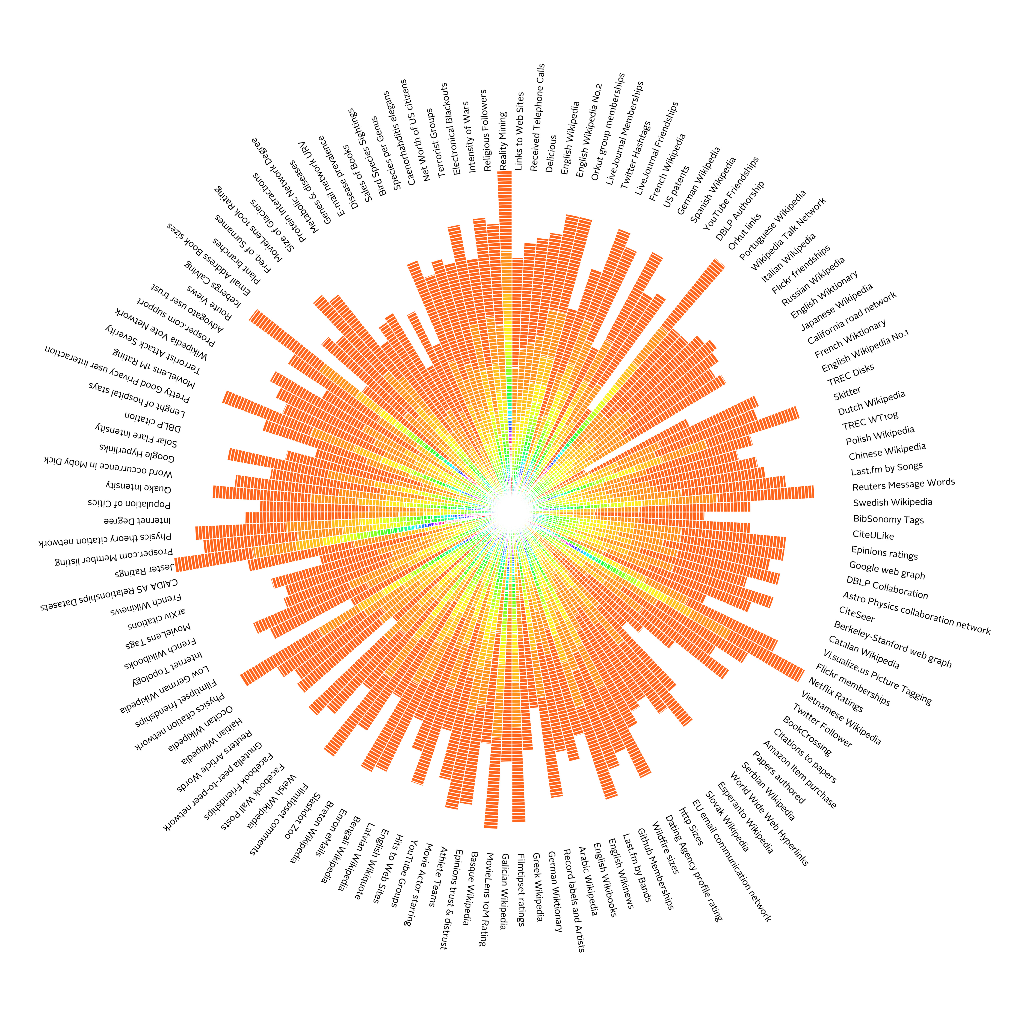 Reality Mining
Links to Web Sites
Received Telephone Calls
Delicious
English Wikipedia
English Wikipedia No.2
Orkut group memberships
LiveJournal Memberships
Twitter Hashtags
LiveJournal Friendships
French Wikipedia
US patents
German Wikipedia
Spanish Wikipedia
YouTube Friendships
DBLP Authorship
Orkut links
Portuguese Wikipedia
Wikipedia Talk Network
Italian Wikipedia
Flickr friendships
Russian Wikipedia
English Wiktionary
Japanese Wikipedia
California road network
French Wiktionary
English Wikipedia No.1
TREC Disks
Skitter
Dutch Wikipedia
TREC WT10g
Polish Wikipedia
Chinese Wikipedia
Last.fm by Songs
Reuters Message Words
Swedish Wikipedia
BibSonomy Tags
CiteULike
Epinions ratings
Google web graph
DBLP Collaboration
Astro Physics collaboration network
CiteSeer
Berkeley-Stanford web graph
Catalan Wikipedia
Vi.sualize.us Picture Tagging
Flickr memberships
Netflix Ratings
Vietnamese Wikipedia
Twitter Follower
BookCrossing
Citations to papers
Amazon item purchase
Papers authored
Serbian Wikipedia
World Wide Web Hyperlinks
Esperanto Wikipedia
Slovak Wikipedia
EU email communication network
http Sizes
Dating Agency profile rating
Wildfire sizes
Github Memberships
Last.fm by Bands
English Wikinews
English Wikibooks
Arabic Wikipedia
Record labels and Artists
German Wiktionary
Greek Wikipedia
Filmtipset ratings
Galician Wikipedia
MovieLens 10M Rating
Basque Wikipedia
Epinions trust & distrust
Athlete Teams
Movie Actor starring
YouTube Groups
Hits to Web Sites
English Wikiquote
Latvian Wikipedia
Bengali Wikipedia
Enron eMails
Breton Wikipedia
Slashdot Zoo
Filmtipset comments
Welsh Wikipedia
Facebook Wall Posts
Facebook Friendships
Gnutella peer-to-peer network
Reuters Article Words
Haitian Wikipedia
Occitan Wikipedia
Physics citation network
Filmtipset friendships
Low German Wikipedia
Internet Topology
French Wikibooks
MovieLens Tags
arXiv citations
French Wikinews
CAIDA AS Relationships Datasets
Jester Ratings
Prosper.com Member listing
Physics theory citation network
Internet Degree
Population of Cities
Quake Intensity
Word occurrence in Moby Dick
Google Hyperlinks
Solar Flare Intensity
DBLP citation
Lenght of hospital stays
Pretty Good Privacy user interaction
MovieLens 1M Rating
Terrorist Attack Severity
Wikipedia Vote Network
Prosper.com support
Advogato user trust
Route Views
Icebergs Calving
Email Address Book sizes
Plant branches
Freq. of Surnames
MovieLens 100k Rating
Size of Glaciers
Protein Interactions
Metabolic Network Degree
Genes & diseases
E-mail network URV
Disease prevalence
Sales of Books
Bird Species Sightings
Species per Genus
Caenorhabditis elegans
Net Worth of US citizens
Terrorist Groups
Electronical Blackouts
Intensity of Wars
Religious Followers